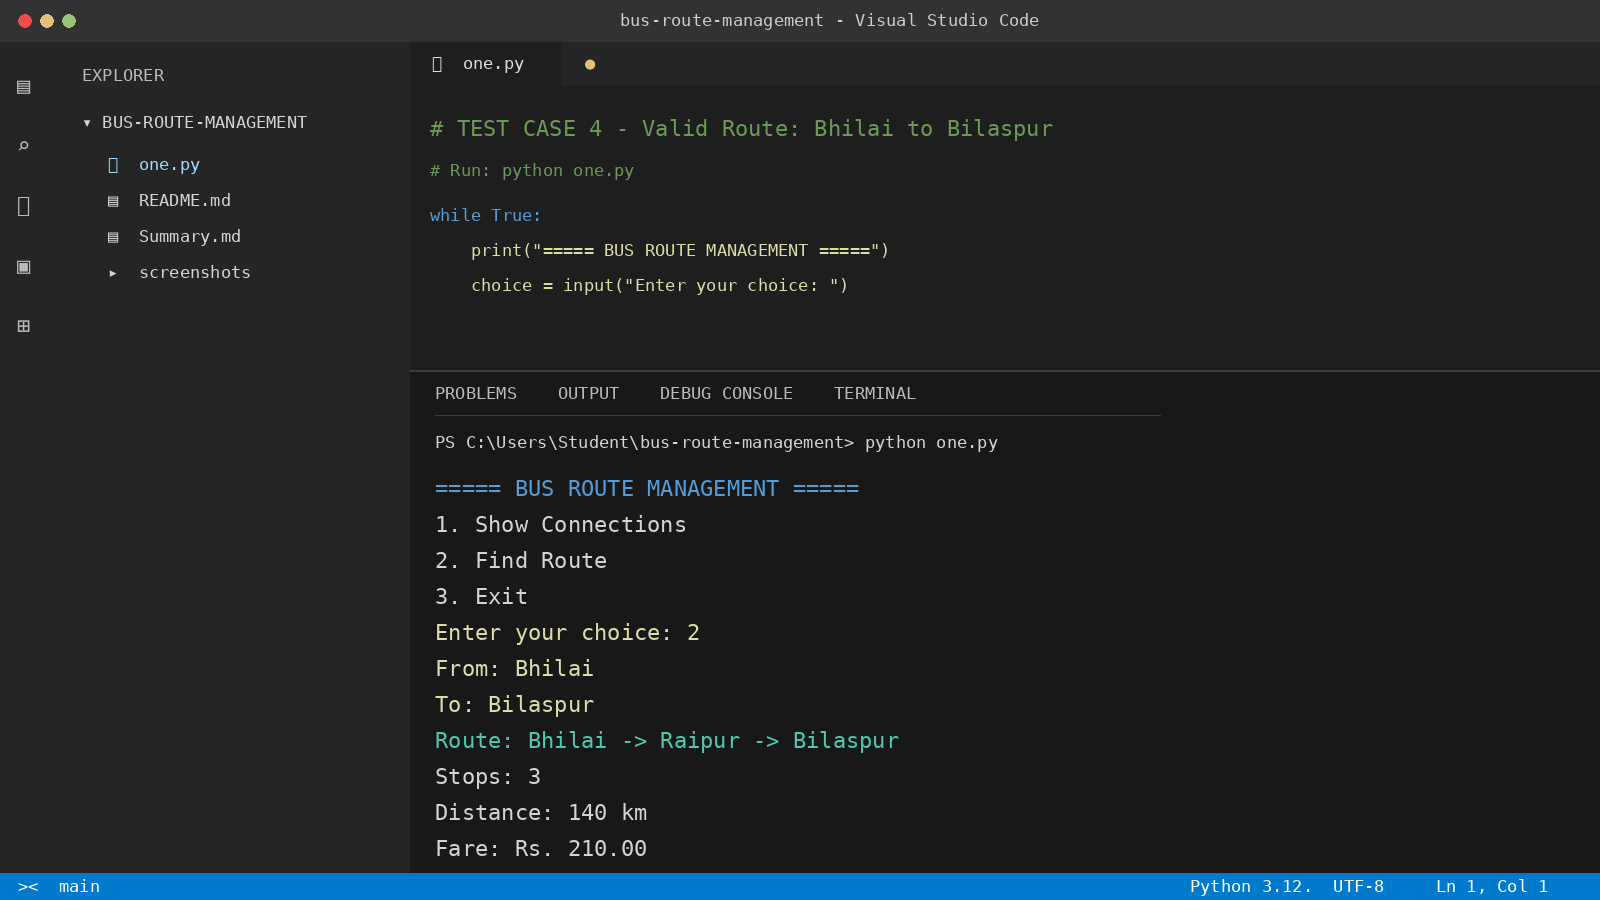 bus-route-management - Visual Studio Code
EXPLORER
▾ BUS-ROUTE-MANAGEMENT
one.py
README.md
Summary.md
▸ screenshots
one.py ●
# TEST CASE 4 - Valid Route: Bhilai to Bilaspur
# Run: python one.py
while True:
    print("===== BUS ROUTE MANAGEMENT =====")
    choice = input("Enter your choice: ")
PROBLEMS OUTPUT DEBUG CONSOLE TERMINAL
PS C:\Users\Student\bus-route-management> python one.py
===== BUS ROUTE MANAGEMENT =====
1. Show Connections
2. Find Route
3. Exit
Enter your choice: 2
From: Bhilai
To: Bilaspur
Route: Bhilai -> Raipur -> Bilaspur
Stops: 3
Distance: 140 km
Fare: Rs. 210.00
>< main Python 3.12. UTF-8 Ln 1, Col 1